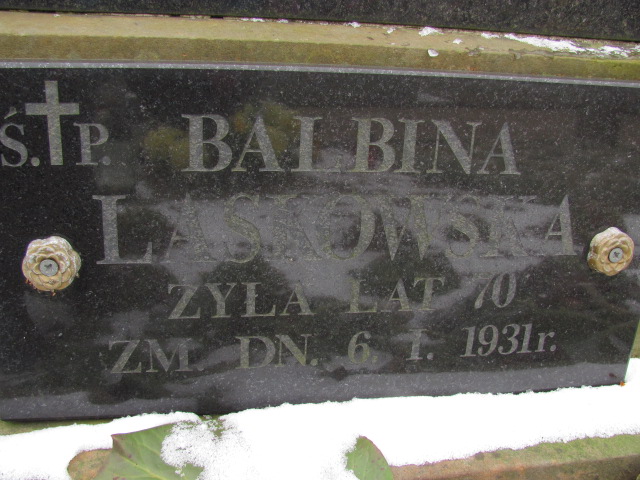 Ś.P. BALBINA
LASKOWSKA
ŻYŁA LAT 70
ZM. DN. 6. I. 1931r.